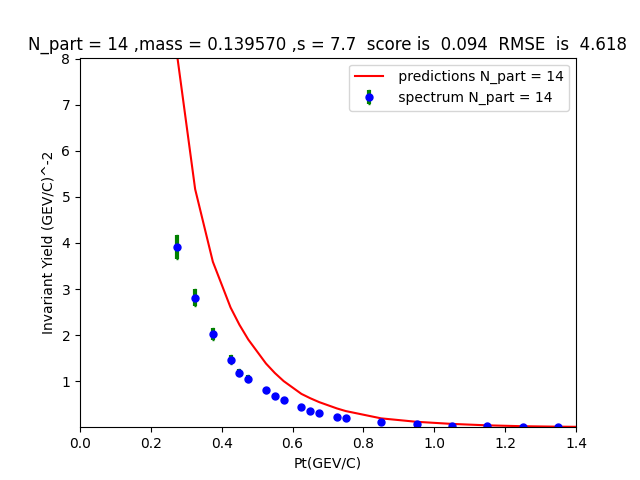 N_part = 14 ,mass = 0.139570 ,s = 7.7  score is  0.094  RMSE  is  4.618
predictions N_part = 14
spectrum N_part = 14
Invariant Yield (GEV/C)^-2
8
7
6
5
4
3
2
1
0.0 0.2 0.4 0.6 0.8 1.0 1.2 1.4
Pt(GEV/C)